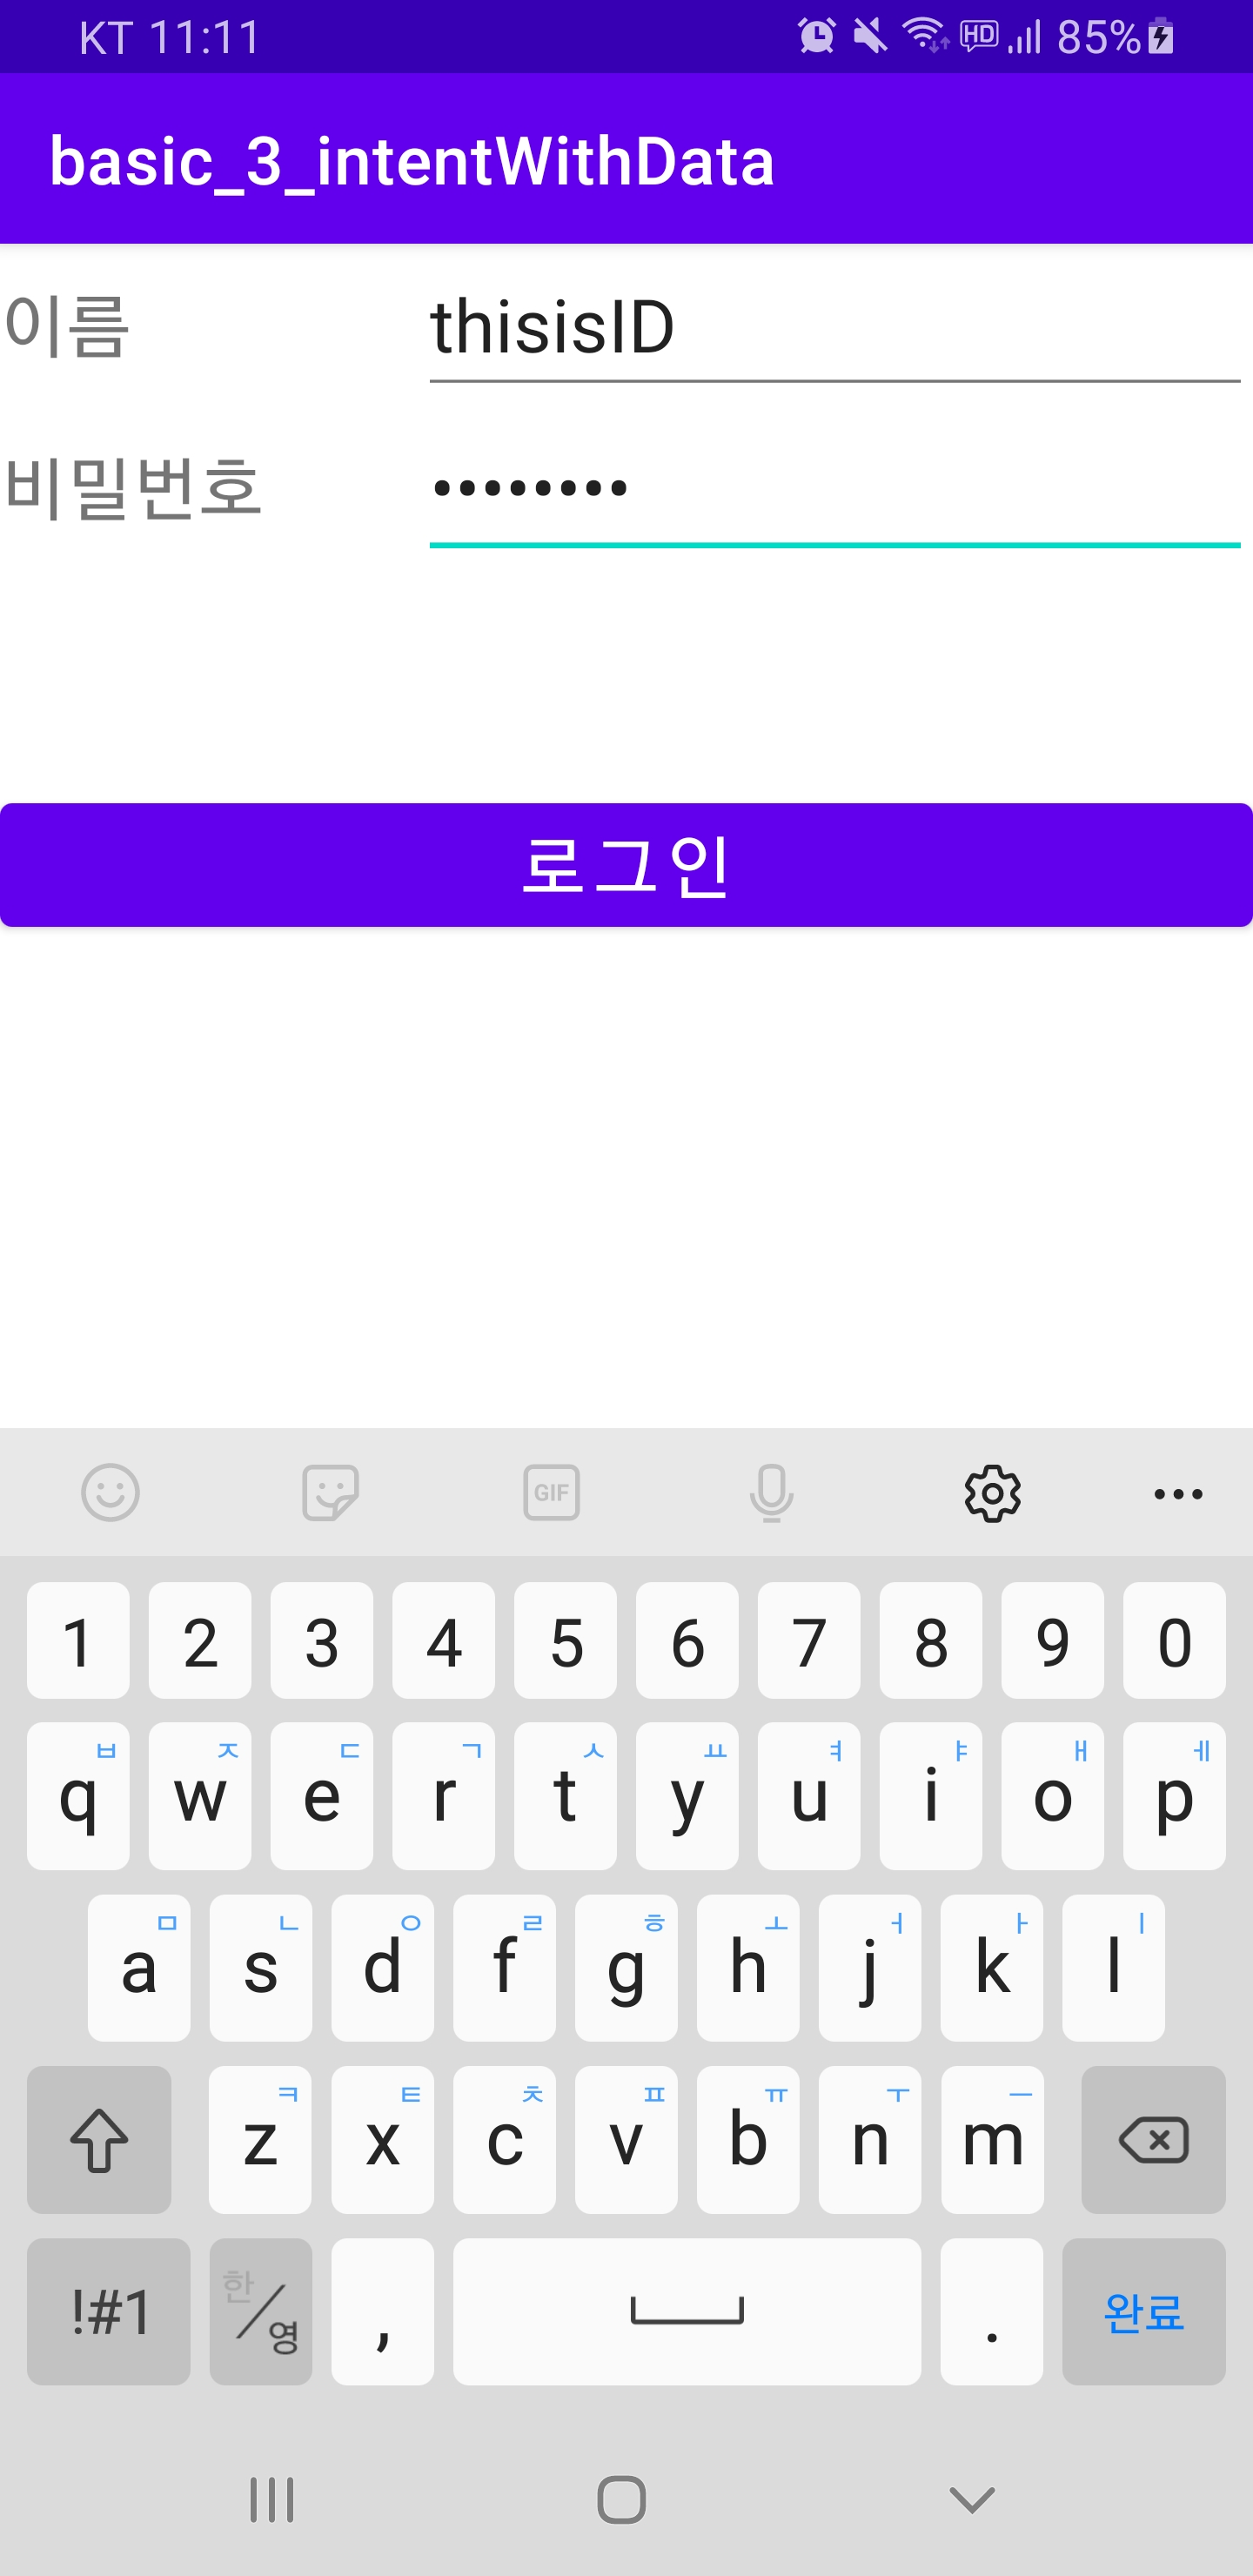 KT 11:11 HD 85%
basic_3_intentWithData
이름 thisisID
비밀번호 ••••••••
로그인
GIF
1 2 3 4 5 6 7 8 9 0
ㅂ ㅈ ㄷ ㄱ ㅅ ㅛ ㅕ ㅑ ㅐ ㅔ
q w e r t y u i o p
ㅁ ㄴ ㅇ ㄹ ㅎ ㅗ ㅓ ㅏ ㅣ
a s d f g h j k l
ㅋ ㅌ ㅊ ㅍ ㅠ ㅜ ㅡ
z x c v b n m
!#1 한/영 , . 완료